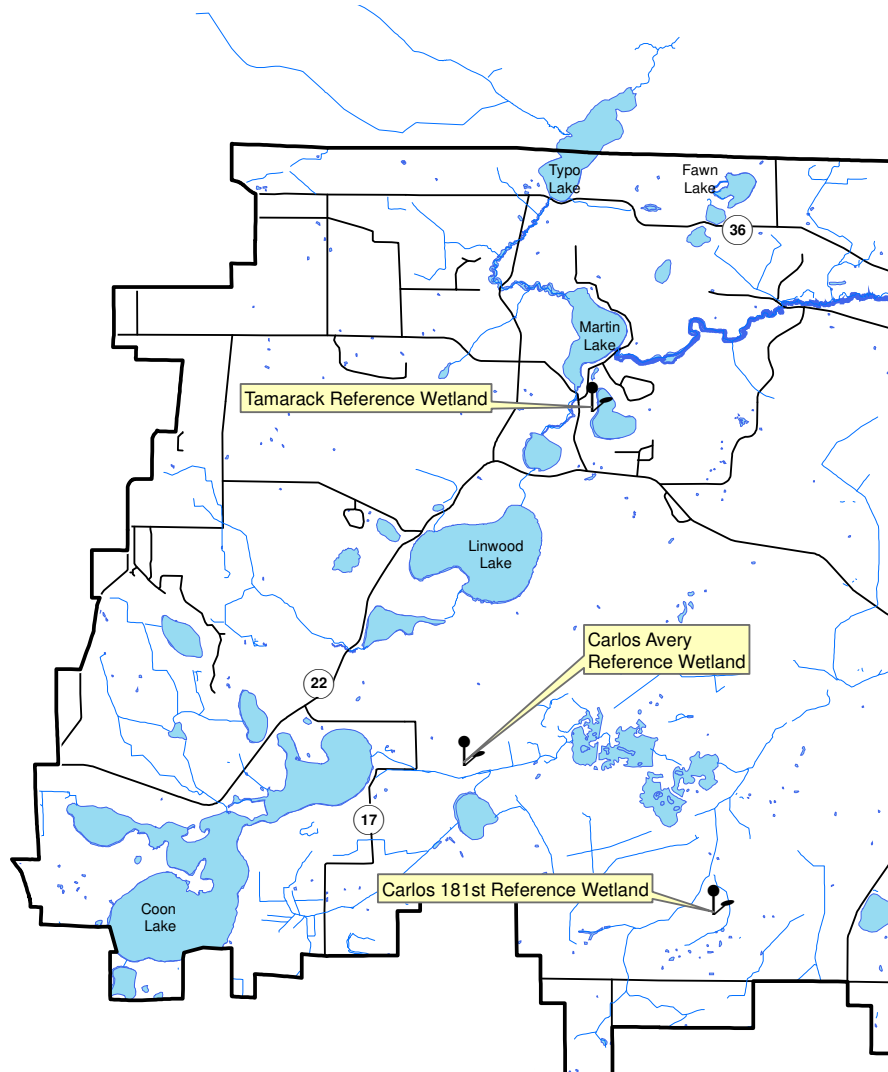 Typo
Lake
Fawn
Lake
36
Martin
Lake
Tamarack Reference Wetland
Linwood
Lake
Carlos Avery
Reference Wetland
22
17
Carlos 181st Reference Wetland
Coon
Lake